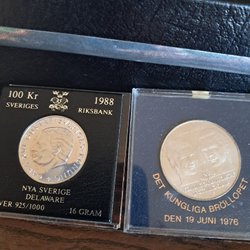 100 Kr 1988
SVERIGES RIKSBANK
NYA SVERIGE
DELAWARE
925/1000 16 GRAM
DET KUNGLIGA BRÖLLOPET
DEN 19 JUNI 1976